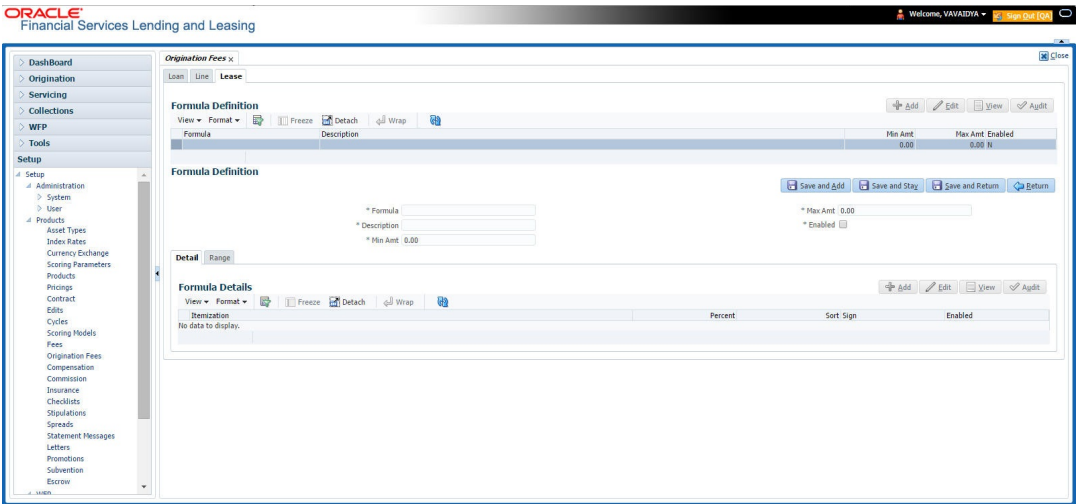 ORACLE'
Financial Services Lending and Leasing
Welcome, VAVAIDYA
Sign Out [QA]
DashBoard
Origination
Servicing
Collections
WFP
Tools
Setup
Setup
Administration
System
User
Products
Asset Types
Index Rates
Currency Exchange
Scoring Parameters
Products
Pricings
Contract
Edits
Cycles
Scoring Models
Fees
Origination Fees
Compensation
Commission
Insurance
Checklists
Stipulations
Spreads
Statement Messages
Letters
Promotions
Subvention
Escrow
WFP
Origination Fees x
Close
Loan Line Lease
Formula Definition
Add Edit View Audit
View Format Freeze Detach Wrap
Formula Description Min Amt Max Amt Enabled
0.00 0.00 N
Formula Definition
Save and Add Save and Stay Save and Return Return
* Formula
* Description
* Min Amt 0.00
* Max Amt 0.00
* Enabled
Detail Range
Formula Details
Add Edit View Audit
View Format Freeze Detach Wrap
Itemization Percent Sort Sign Enabled
No data to display.